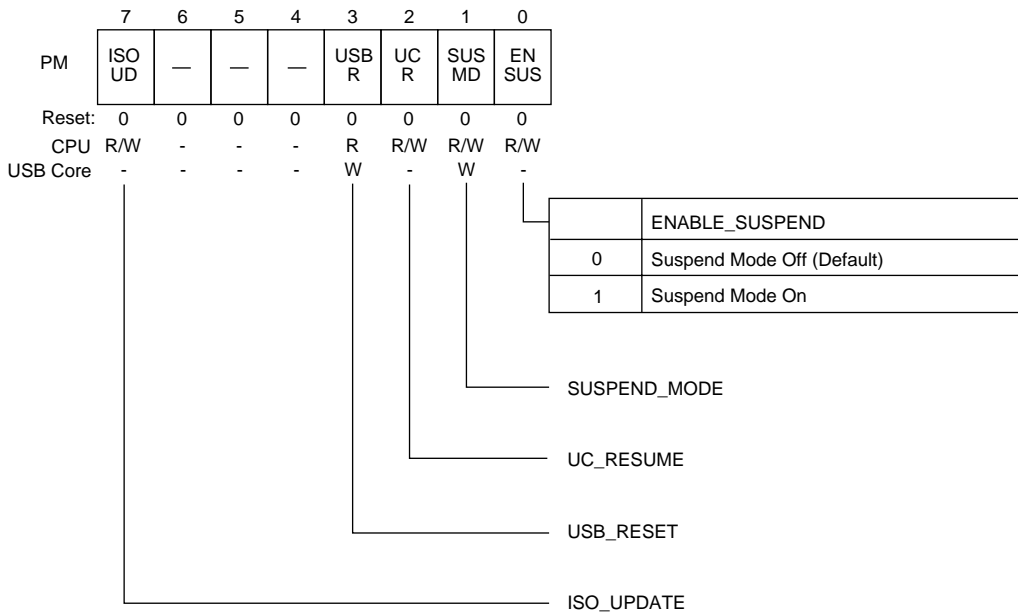 7 6 5 4 3 2 1 0
PM ISO UD — — — USB R UC R SUS MD EN SUS
Reset: 0 0 0 0 0 0 0 0
CPU R/W - - - R R/W R/W R/W
USB Core - - - - W - W -
ENABLE_SUSPEND
0 Suspend Mode Off (Default)
1 Suspend Mode On
SUSPEND_MODE
UC_RESUME
USB_RESET
ISO_UPDATE